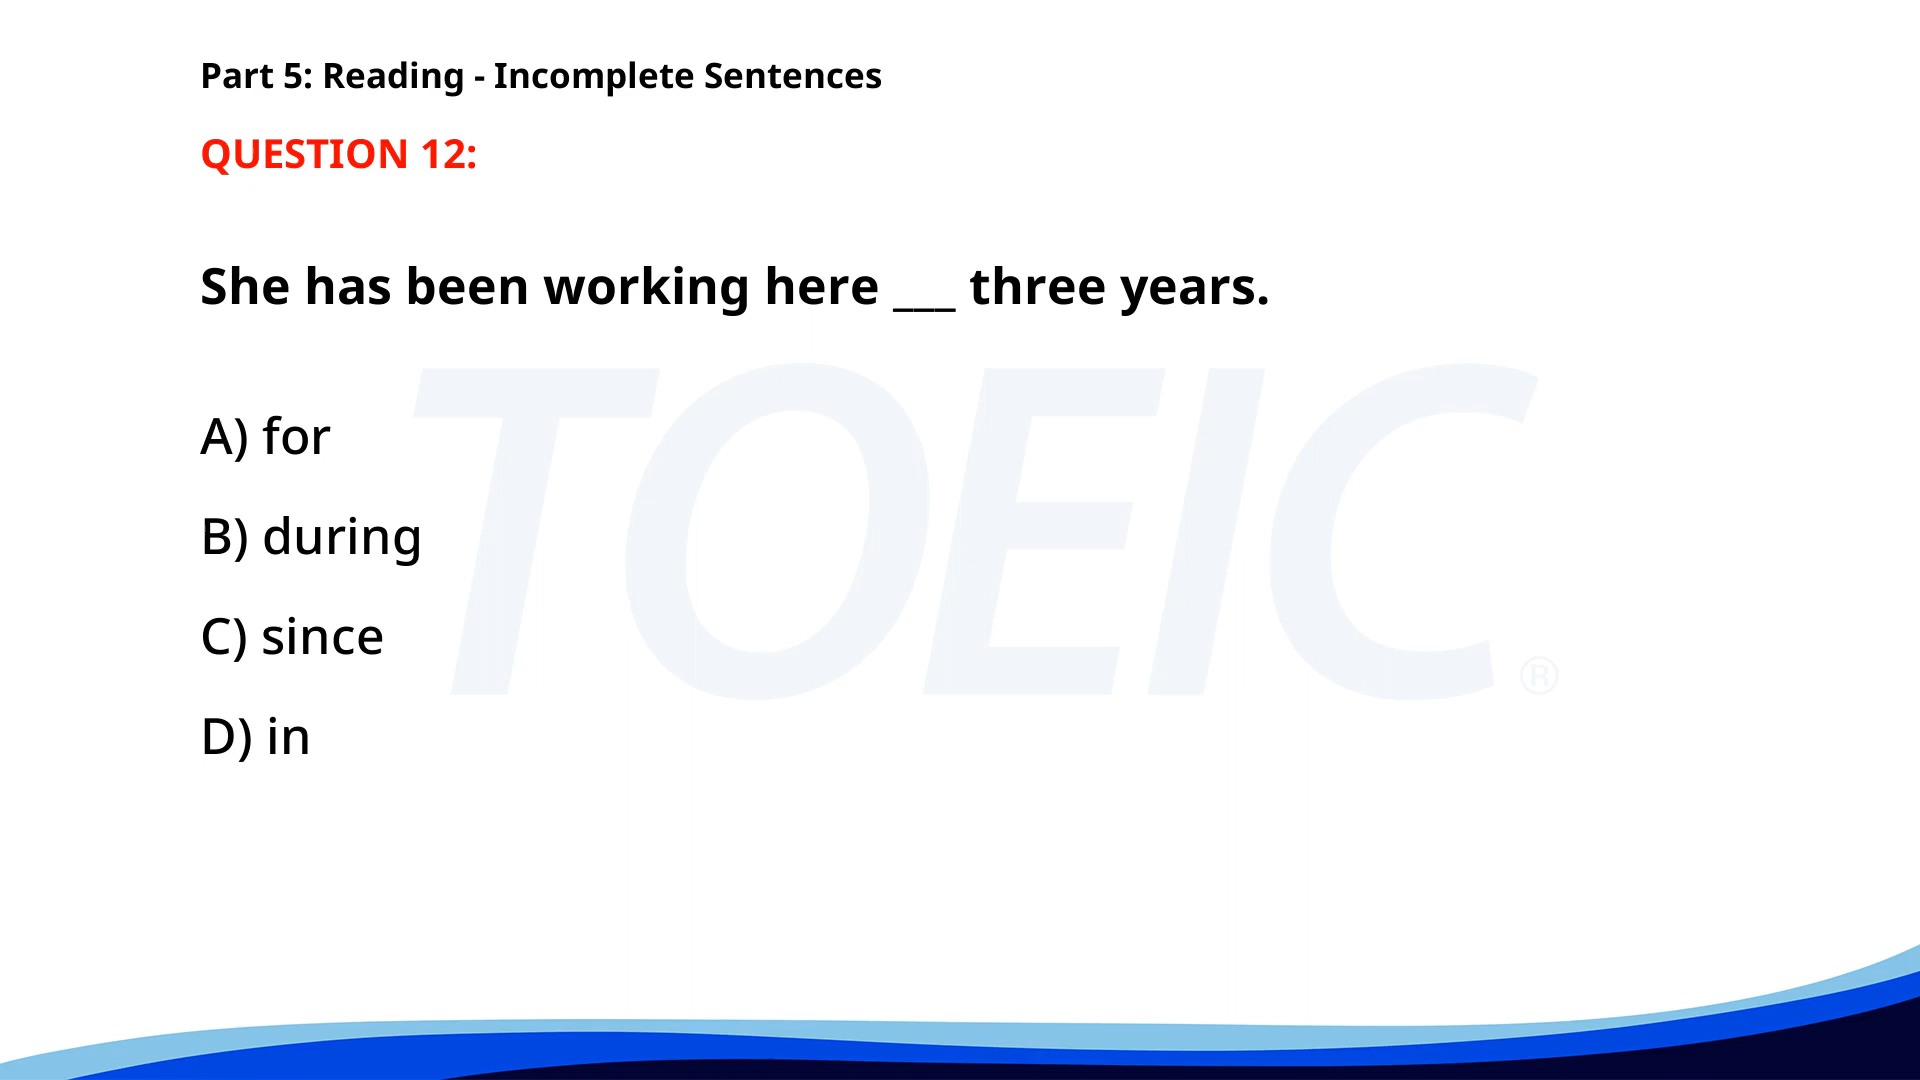 Part 5: Reading - Incomplete Sentences
QUESTION 12:
She has been working here ___ three years.
TOEIC®
A) for
B) during
C) since
D) in